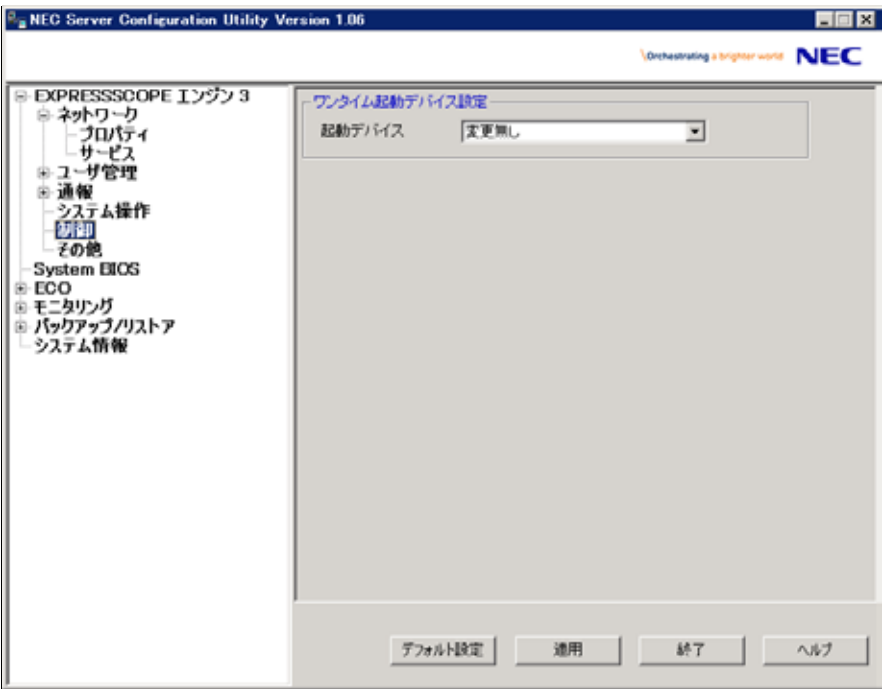 NEC Server Configuration Utility Version 1.06
\Orchestrating a brighter world NEC
EXPRESSSCOPE エンジン 3
ネットワーク
プロパティ
サービス
ユーザ管理
通報
システム操作
制御
その他
System BIOS
ECO
モニタリング
バックアップ/リストア
システム情報
ワンタイム起動デバイス設定
起動デバイス 変更無し
デフォルト設定 適用 終了 ヘルプ